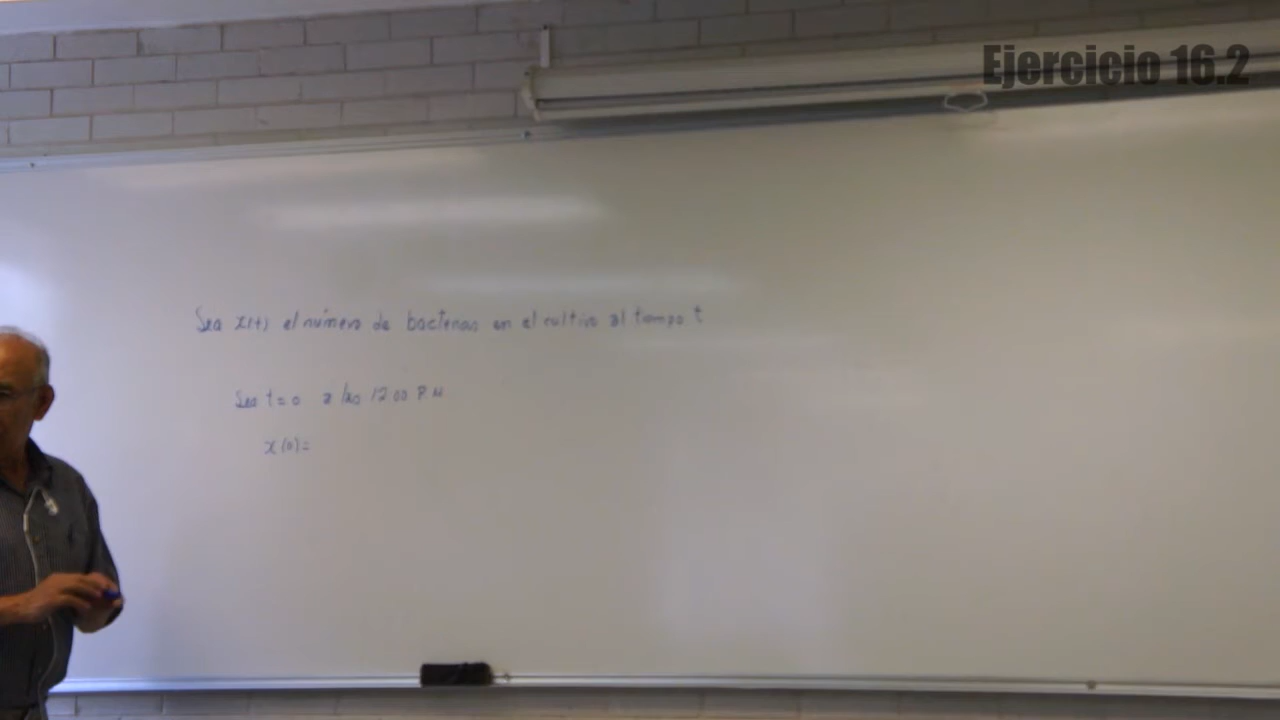 Ejercicio 16.2
Sea x(t) el número de bacterias en el cultivo al tiempo t
Sea t=0 a las 12:00 P.M
x(0)=